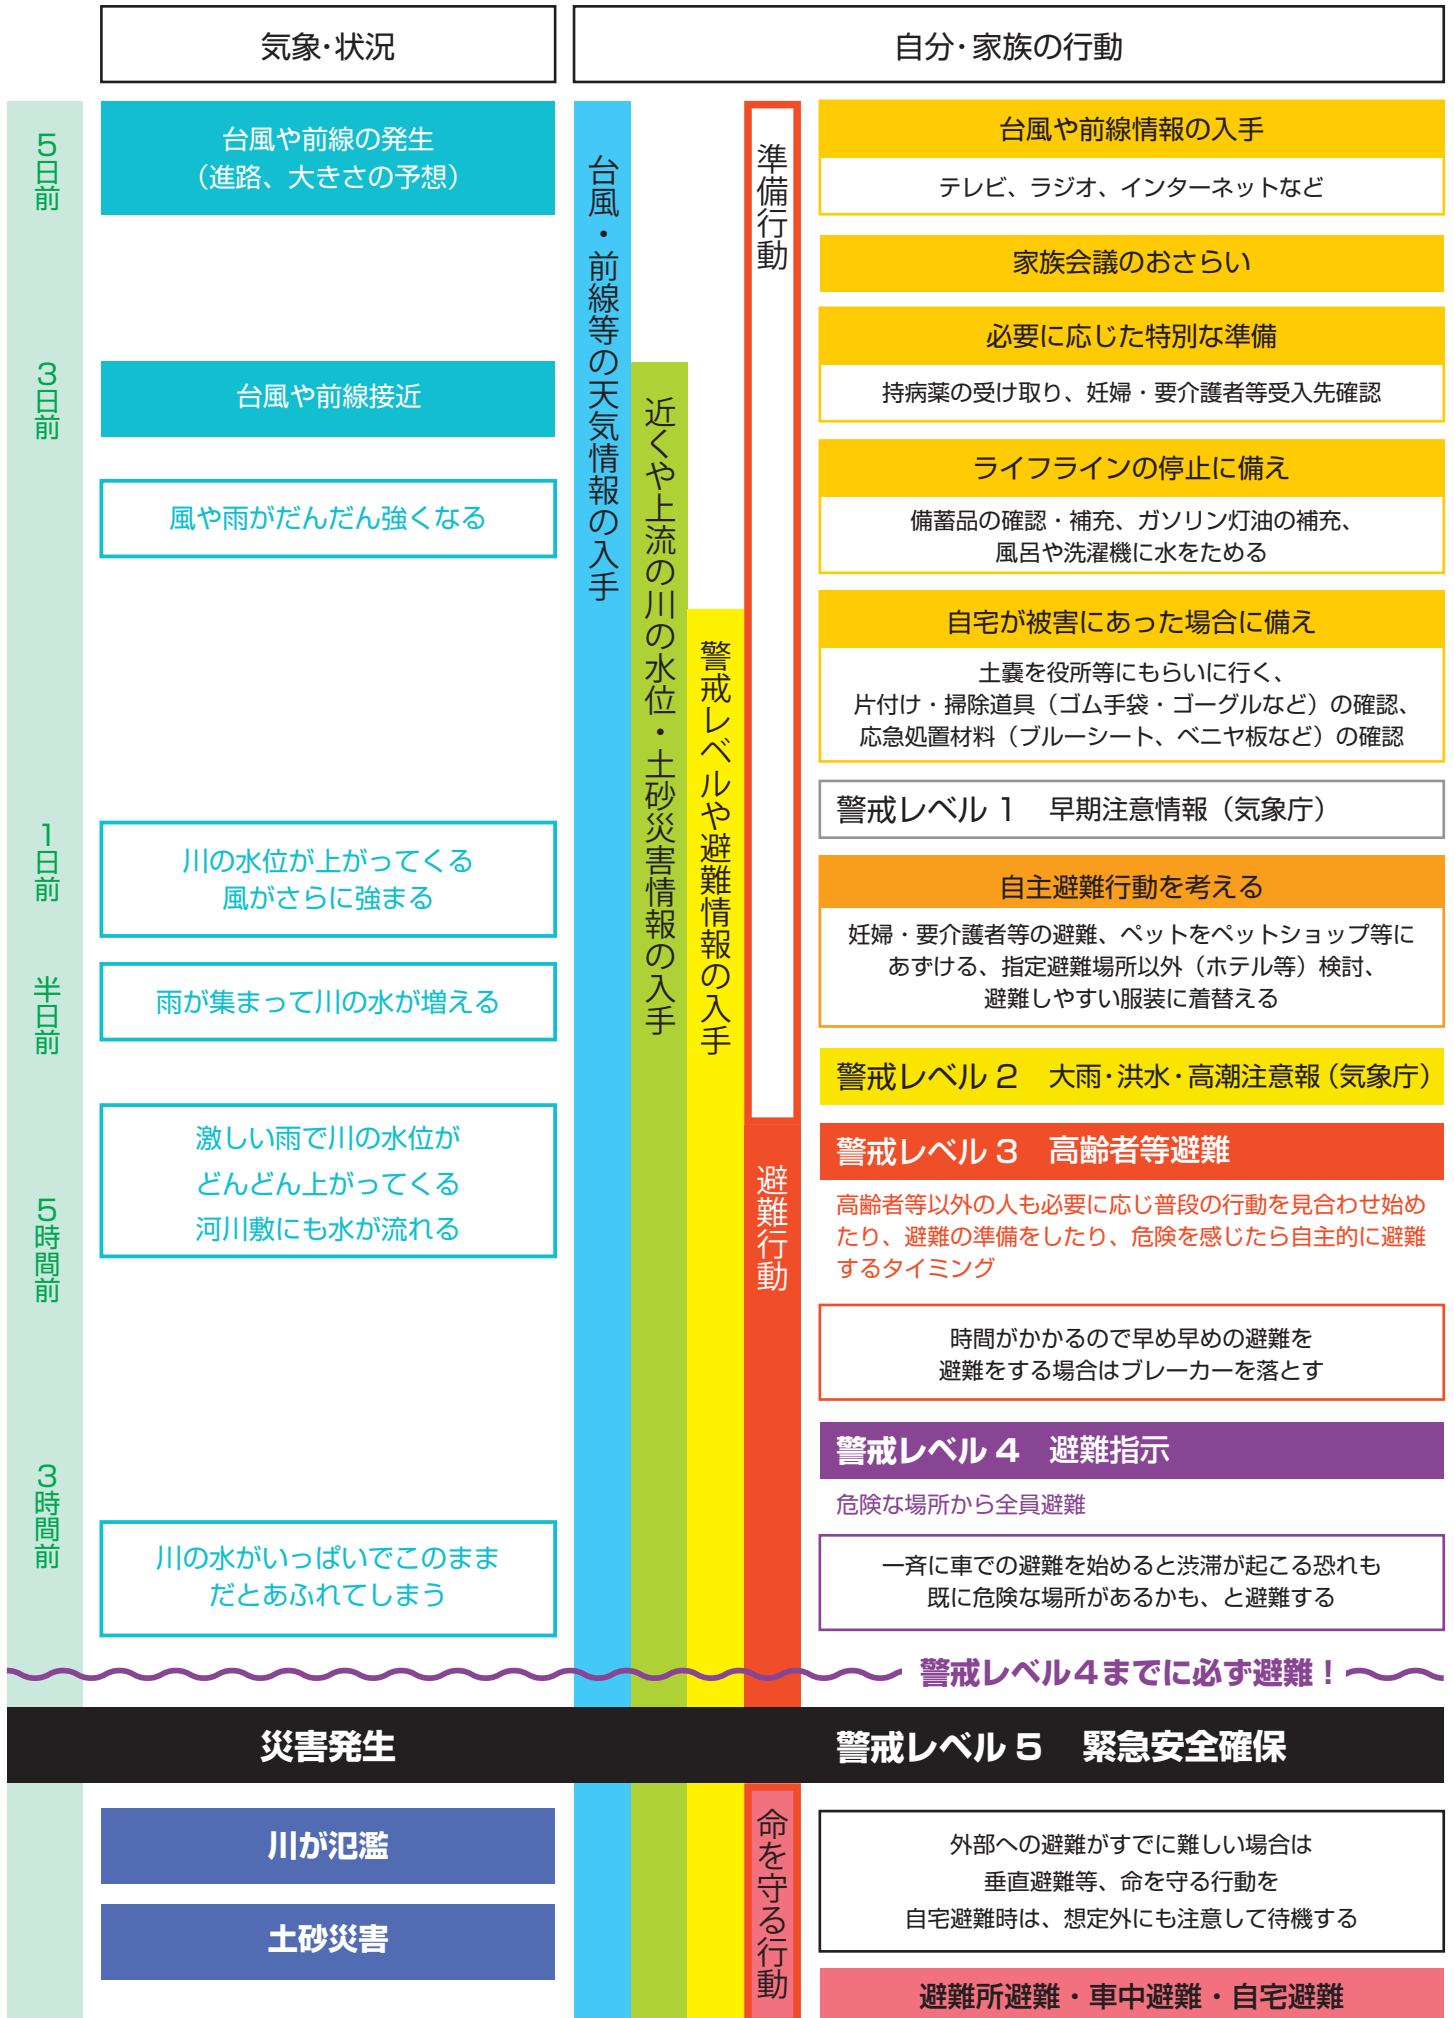 気象・状況
自分・家族の行動
5日前
台風や前線の発生
（進路、大きさの予想）
3日前
台風や前線接近
風や雨がだんだん強くなる
1日前
川の水位が上がってくる
風がさらに強まる
半日前
雨が集まって川の水が増える
激しい雨で川の水位が
どんどん上がってくる
河川敷にも水が流れる
5時間前
3時間前
川の水がいっぱいでこのまま
だとあふれてしまう
台風・前線等の天気情報の入手
近くや上流の川の水位・土砂災害情報の入手
警戒レベルや避難情報の入手
準備行動
避難行動
台風や前線情報の入手
テレビ、ラジオ、インターネットなど
家族会議のおさらい
必要に応じた特別な準備
持病薬の受け取り、妊婦・要介護者等受入先確認
ライフラインの停止に備え
備蓄品の確認・補充、ガソリン灯油の補充、
風呂や洗濯機に水をためる
自宅が被害にあった場合に備え
土嚢を役所等にもらいに行く、
片付け・掃除道具（ゴム手袋・ゴーグルなど）の確認、
応急処置材料（ブルーシート、ベニヤ板など）の確認
警戒レベル 1　早期注意情報（気象庁）
自主避難行動を考える
妊婦・要介護者等の避難、ペットをペットショップ等に
あずける、指定避難場所以外（ホテル等）検討、
避難しやすい服装に着替える
警戒レベル 2　大雨・洪水・高潮注意報（気象庁）
警戒レベル 3　高齢者等避難
高齢者等以外の人も必要に応じ普段の行動を見合わせ始め
たり、避難の準備をしたり、危険を感じたら自主的に避難
するタイミング
時間がかかるので早め早めの避難を
避難をする場合はブレーカーを落とす
警戒レベル 4　避難指示
危険な場所から全員避難
一斉に車での避難を始めると渋滞が起こる恐れも
既に危険な場所があるかも、と避難する
警戒レベル4までに必ず避難！
災害発生
警戒レベル 5　緊急安全確保
川が氾濫
土砂災害
命を守る行動
外部への避難がすでに難しい場合は
垂直避難等、命を守る行動を
自宅避難時は、想定外にも注意して待機する
避難所避難・車中避難・自宅避難